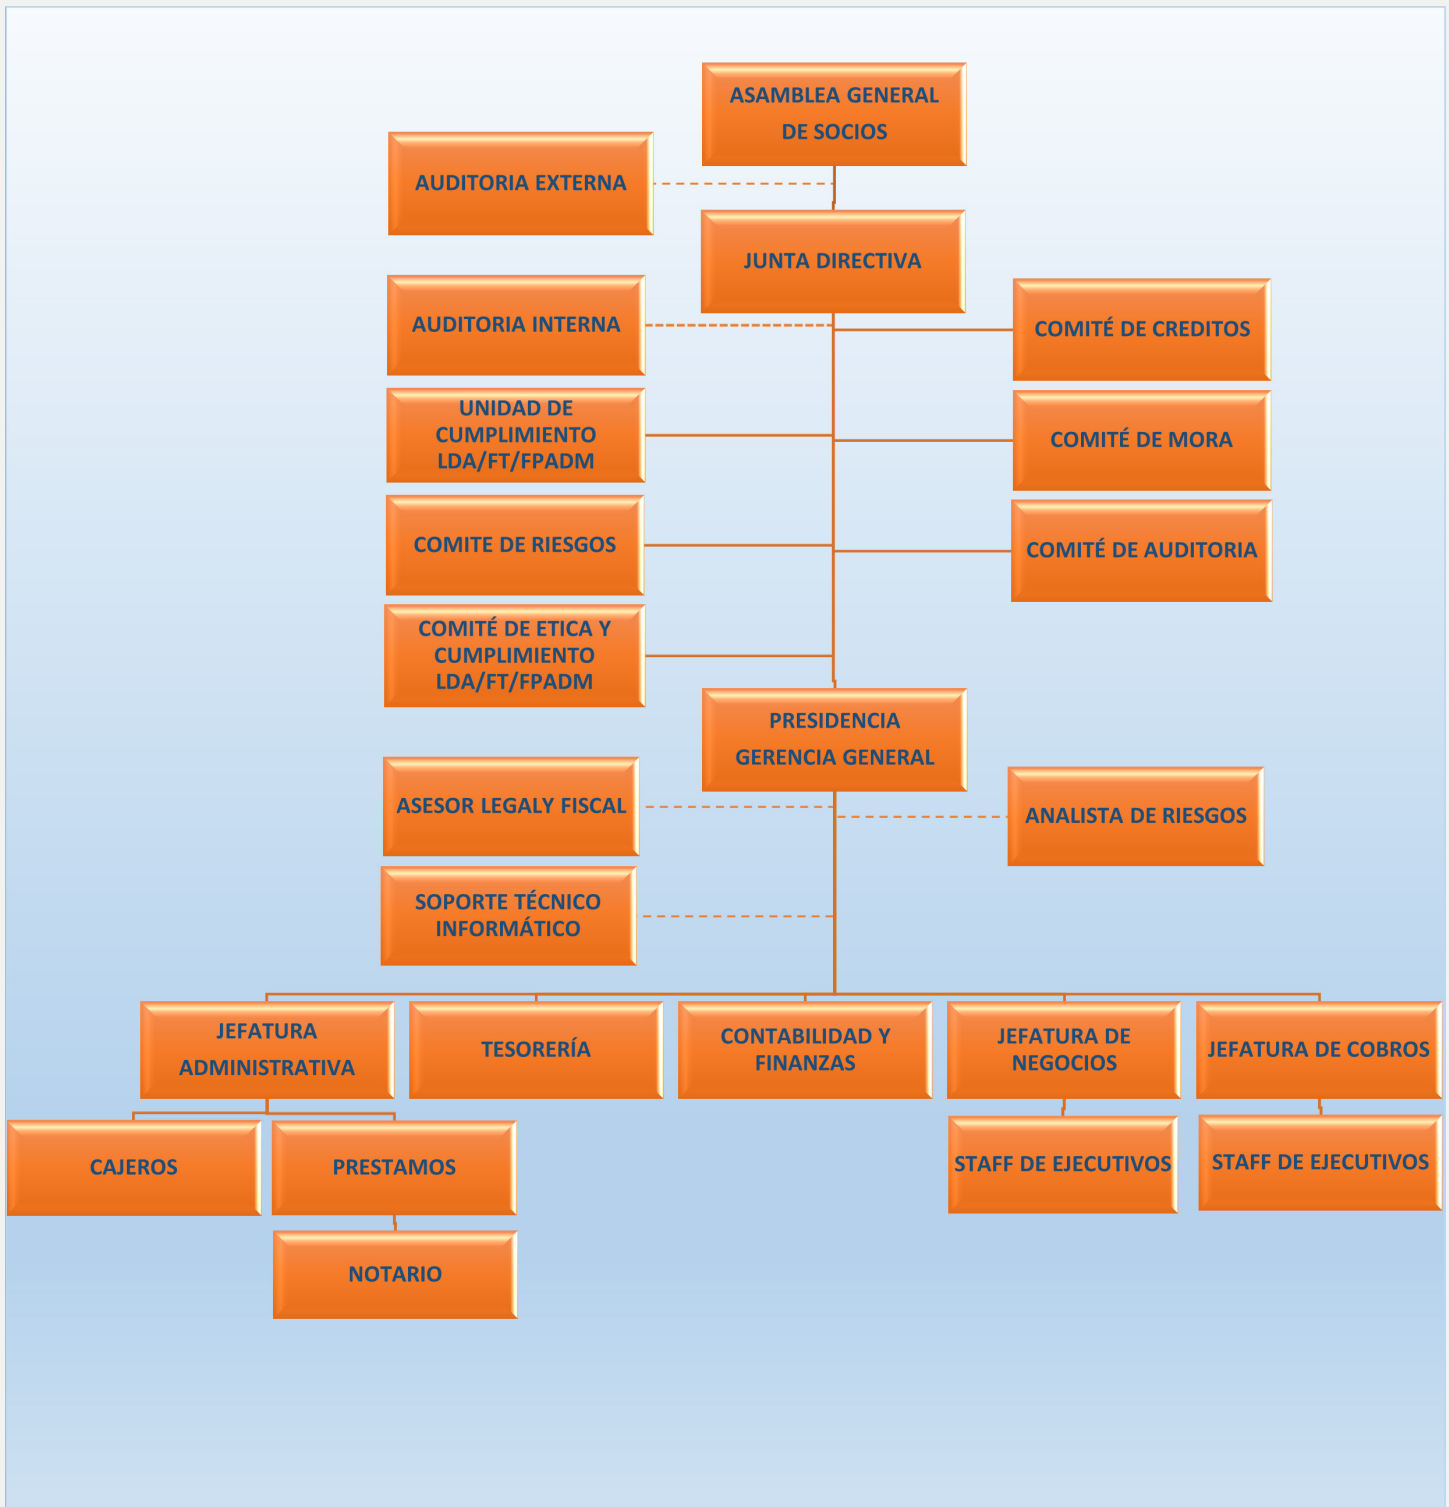 ASAMBLEA GENERAL
DE SOCIOS
AUDITORIA EXTERNA
JUNTA DIRECTIVA
AUDITORIA INTERNA
COMITÉ DE CREDITOS
UNIDAD DE
CUMPLIMIENTO
LDA/FT/FPADM
COMITÉ DE MORA
COMITE DE RIESGOS
COMITÉ DE AUDITORIA
COMITÉ DE ETICA Y
CUMPLIMIENTO
LDA/FT/FPADM
PRESIDENCIA
GERENCIA GENERAL
ASESOR LEGALY FISCAL
ANALISTA DE RIESGOS
SOPORTE TÉCNICO
INFORMÁTICO
JEFATURA
ADMINISTRATIVA
TESORERÍA
CONTABILIDAD Y
FINANZAS
JEFATURA DE
NEGOCIOS
JEFATURA DE COBROS
CAJEROS
PRESTAMOS
STAFF DE EJECUTIVOS
STAFF DE EJECUTIVOS
NOTARIO